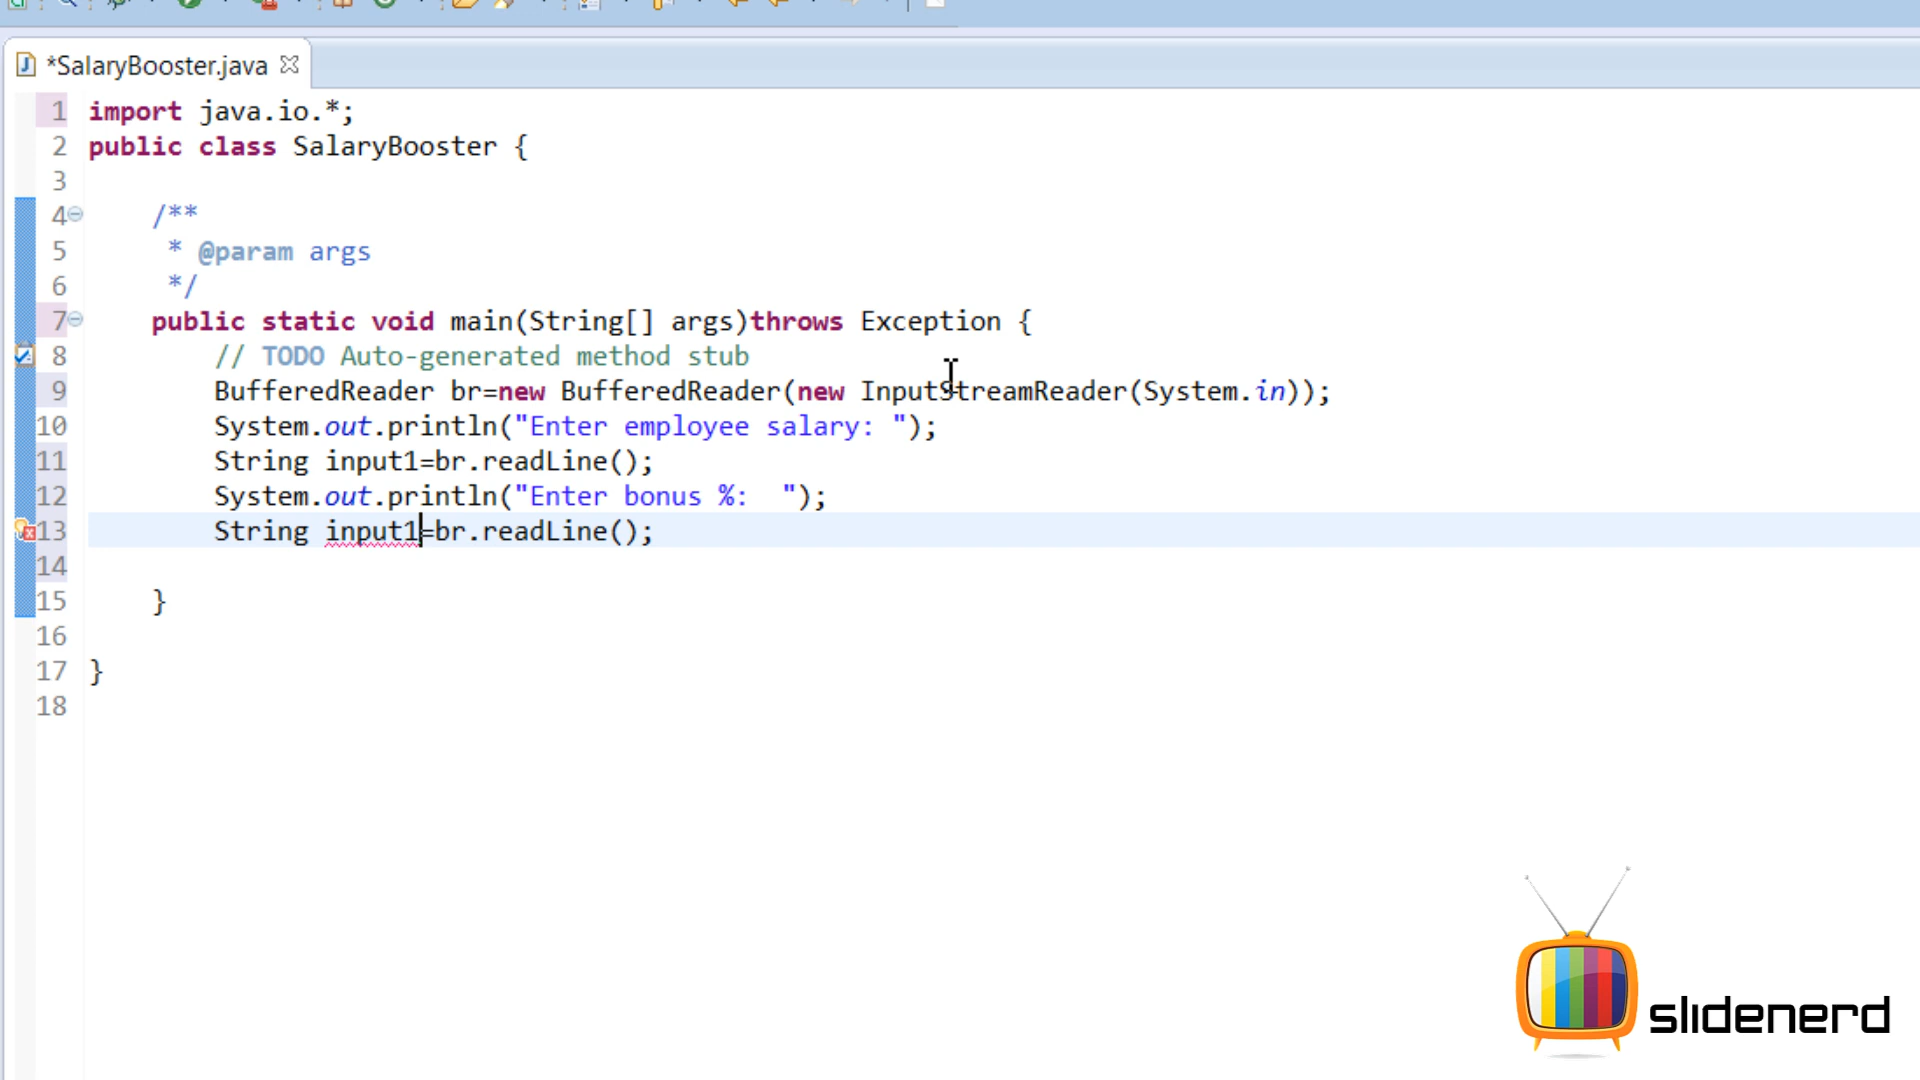 *SalaryBooster.java
1 import java.io.*;
2 public class SalaryBooster {
3
4 /**
5 * @param args
6 */
7 public static void main(String[] args)throws Exception {
8 // TODO Auto-generated method stub
9 BufferedReader br=new BufferedReader(new InputStreamReader(System.in));
10 System.out.println("Enter employee salary: ");
11 String input1=br.readLine();
12 System.out.println("Enter bonus %:  ");
13 String input1=br.readLine();
14
15 }
16
17 }
18
slidenerd